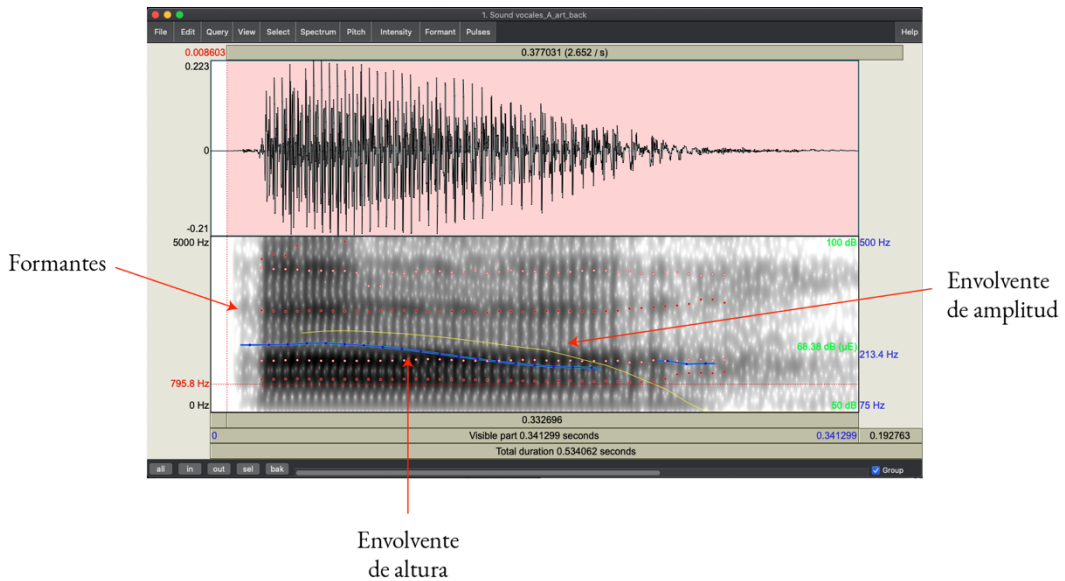 1. Sound vocales_A_art_back
File Edit Query View Select Spectrum Pitch Intensity Formant Pulses Help
0.008603 0.377031 (2.652 / s)
0.223
0
-0.21
5000 Hz 100 dB 500 Hz
Formantes
Envolvente
de amplitud
68.38 dB (µE)
213.4 Hz
795.8 Hz
0 Hz 50 dB 75 Hz
0.332696
0 Visible part 0.341299 seconds 0.341299 0.192763
Total duration 0.534062 seconds
all in out sel bak Group
Envolvente
de altura